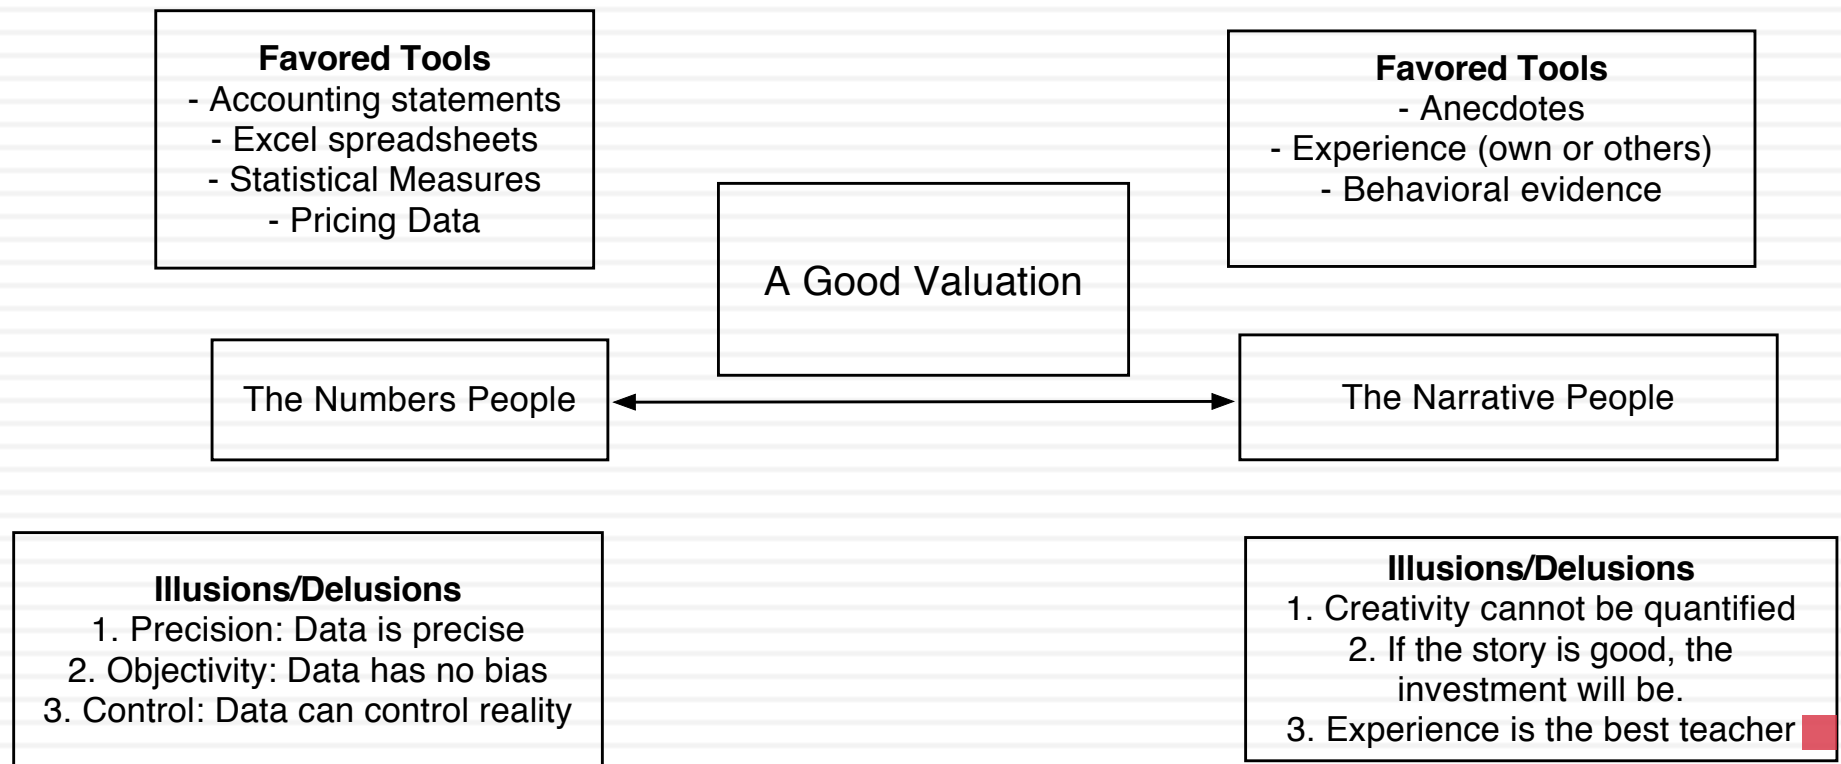 Favored Tools
- Accounting statements
- Excel spreadsheets
- Statistical Measures
- Pricing Data
Favored Tools
- Anecdotes
- Experience (own or others)
- Behavioral evidence
A Good Valuation
The Numbers People
The Narrative People
Illusions/Delusions
1. Precision: Data is precise
2. Objectivity: Data has no bias
3. Control: Data can control reality
Illusions/Delusions
1. Creativity cannot be quantified
2. If the story is good, the
investment will be.
3. Experience is the best teacher